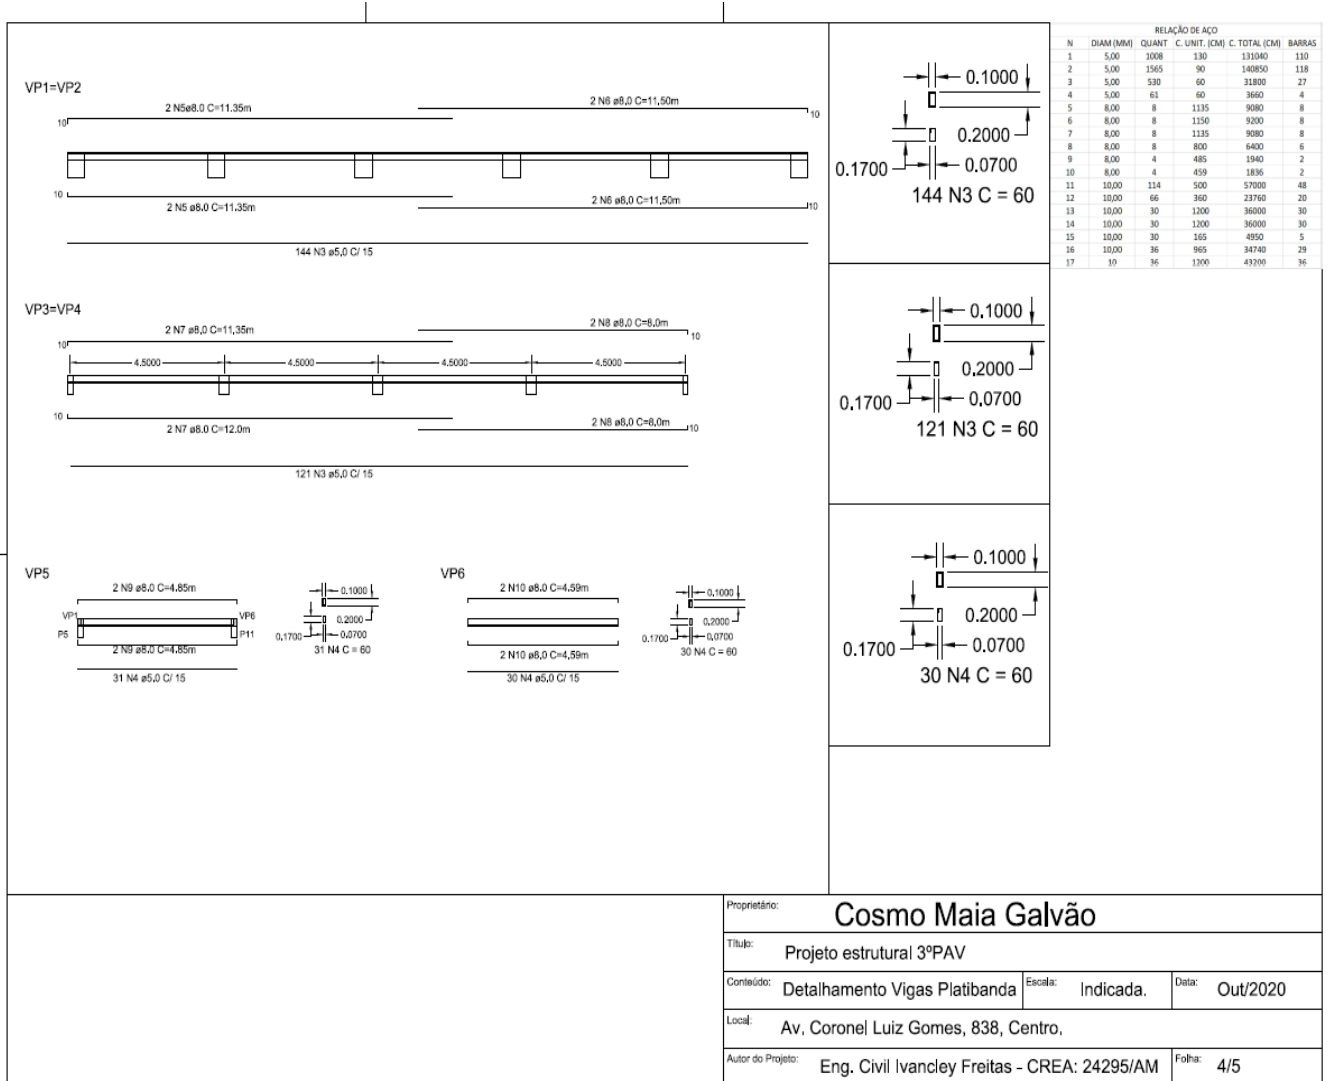 VP1=VP2
2 N5ø8.0 C=11.35m
2 N6 ø8.0 C=11,50m
10
10
10
10
2 N5 ø8.0 C=11.35m
2 N6 ø8.0 C=11,50m
144 N3 ø5.0 C/ 15
VP3=VP4
2 N7 ø8,0 C=11,35m
2 N8 ø8.0 C=8.0m
10
10
4.5000
4.5000
4.5000
4.5000
10
10
2 N7 ø8.0 C=12.0m
2 N8 ø8.0 C=8.0m
121 N3 ø5.0 C/ 15
VP5
2 N9 ø8.0 C=4.85m
VP1
VP6
P5
P11
2 N9 ø8.0 C=4.85m
31 N4 ø5.0 C/ 15
0.1000
0.2000
0.1700
0.0700
31 N4 C = 60
VP6
2 N10 ø8.0 C=4.59m
2 N10 ø8.0 C=4.59m
30 N4 ø5.0 C/ 15
0.1000
0.2000
0.1700
0.0700
30 N4 C = 60
0.1000
0.2000
0.1700
0.0700
144 N3 C = 60
0.1000
0.2000
0.1700
0.0700
121 N3 C = 60
0.1000
0.2000
0.1700
0.0700
30 N4 C = 60
RELAÇÃO DE AÇO
N DIAM (MM) QUANT C. UNIT. (CM) C. TOTAL (CM) BARRAS
1 5,00 1008 130 131040 110
2 5,00 1565 90 140850 118
3 5,00 530 60 31800 27
4 5,00 61 60 3660 4
5 8,00 8 1135 9080 8
6 8,00 8 1150 9200 8
7 8,00 8 1135 9080 8
8 8,00 8 800 6400 6
9 8,00 4 485 1940 2
10 8,00 4 459 1836 2
11 10,00 114 500 57000 48
12 10,00 66 360 23760 20
13 10,00 30 1200 36000 30
14 10,00 30 1200 36000 30
15 10,00 30 165 4950 5
16 10,00 36 965 34740 29
17 10 36 1200 43200 36
Proprietário: Cosmo Maia Galvão
Título: Projeto estrutural 3ºPAV
Conteúdo: Detalhamento Vigas Platibanda Escala: Indicada. Data: Out/2020
Local: Av. Coronel Luiz Gomes, 838, Centro.
Autor do Projeto: Eng. Civil Ivancley Freitas - CREA: 24295/AM Folha: 4/5